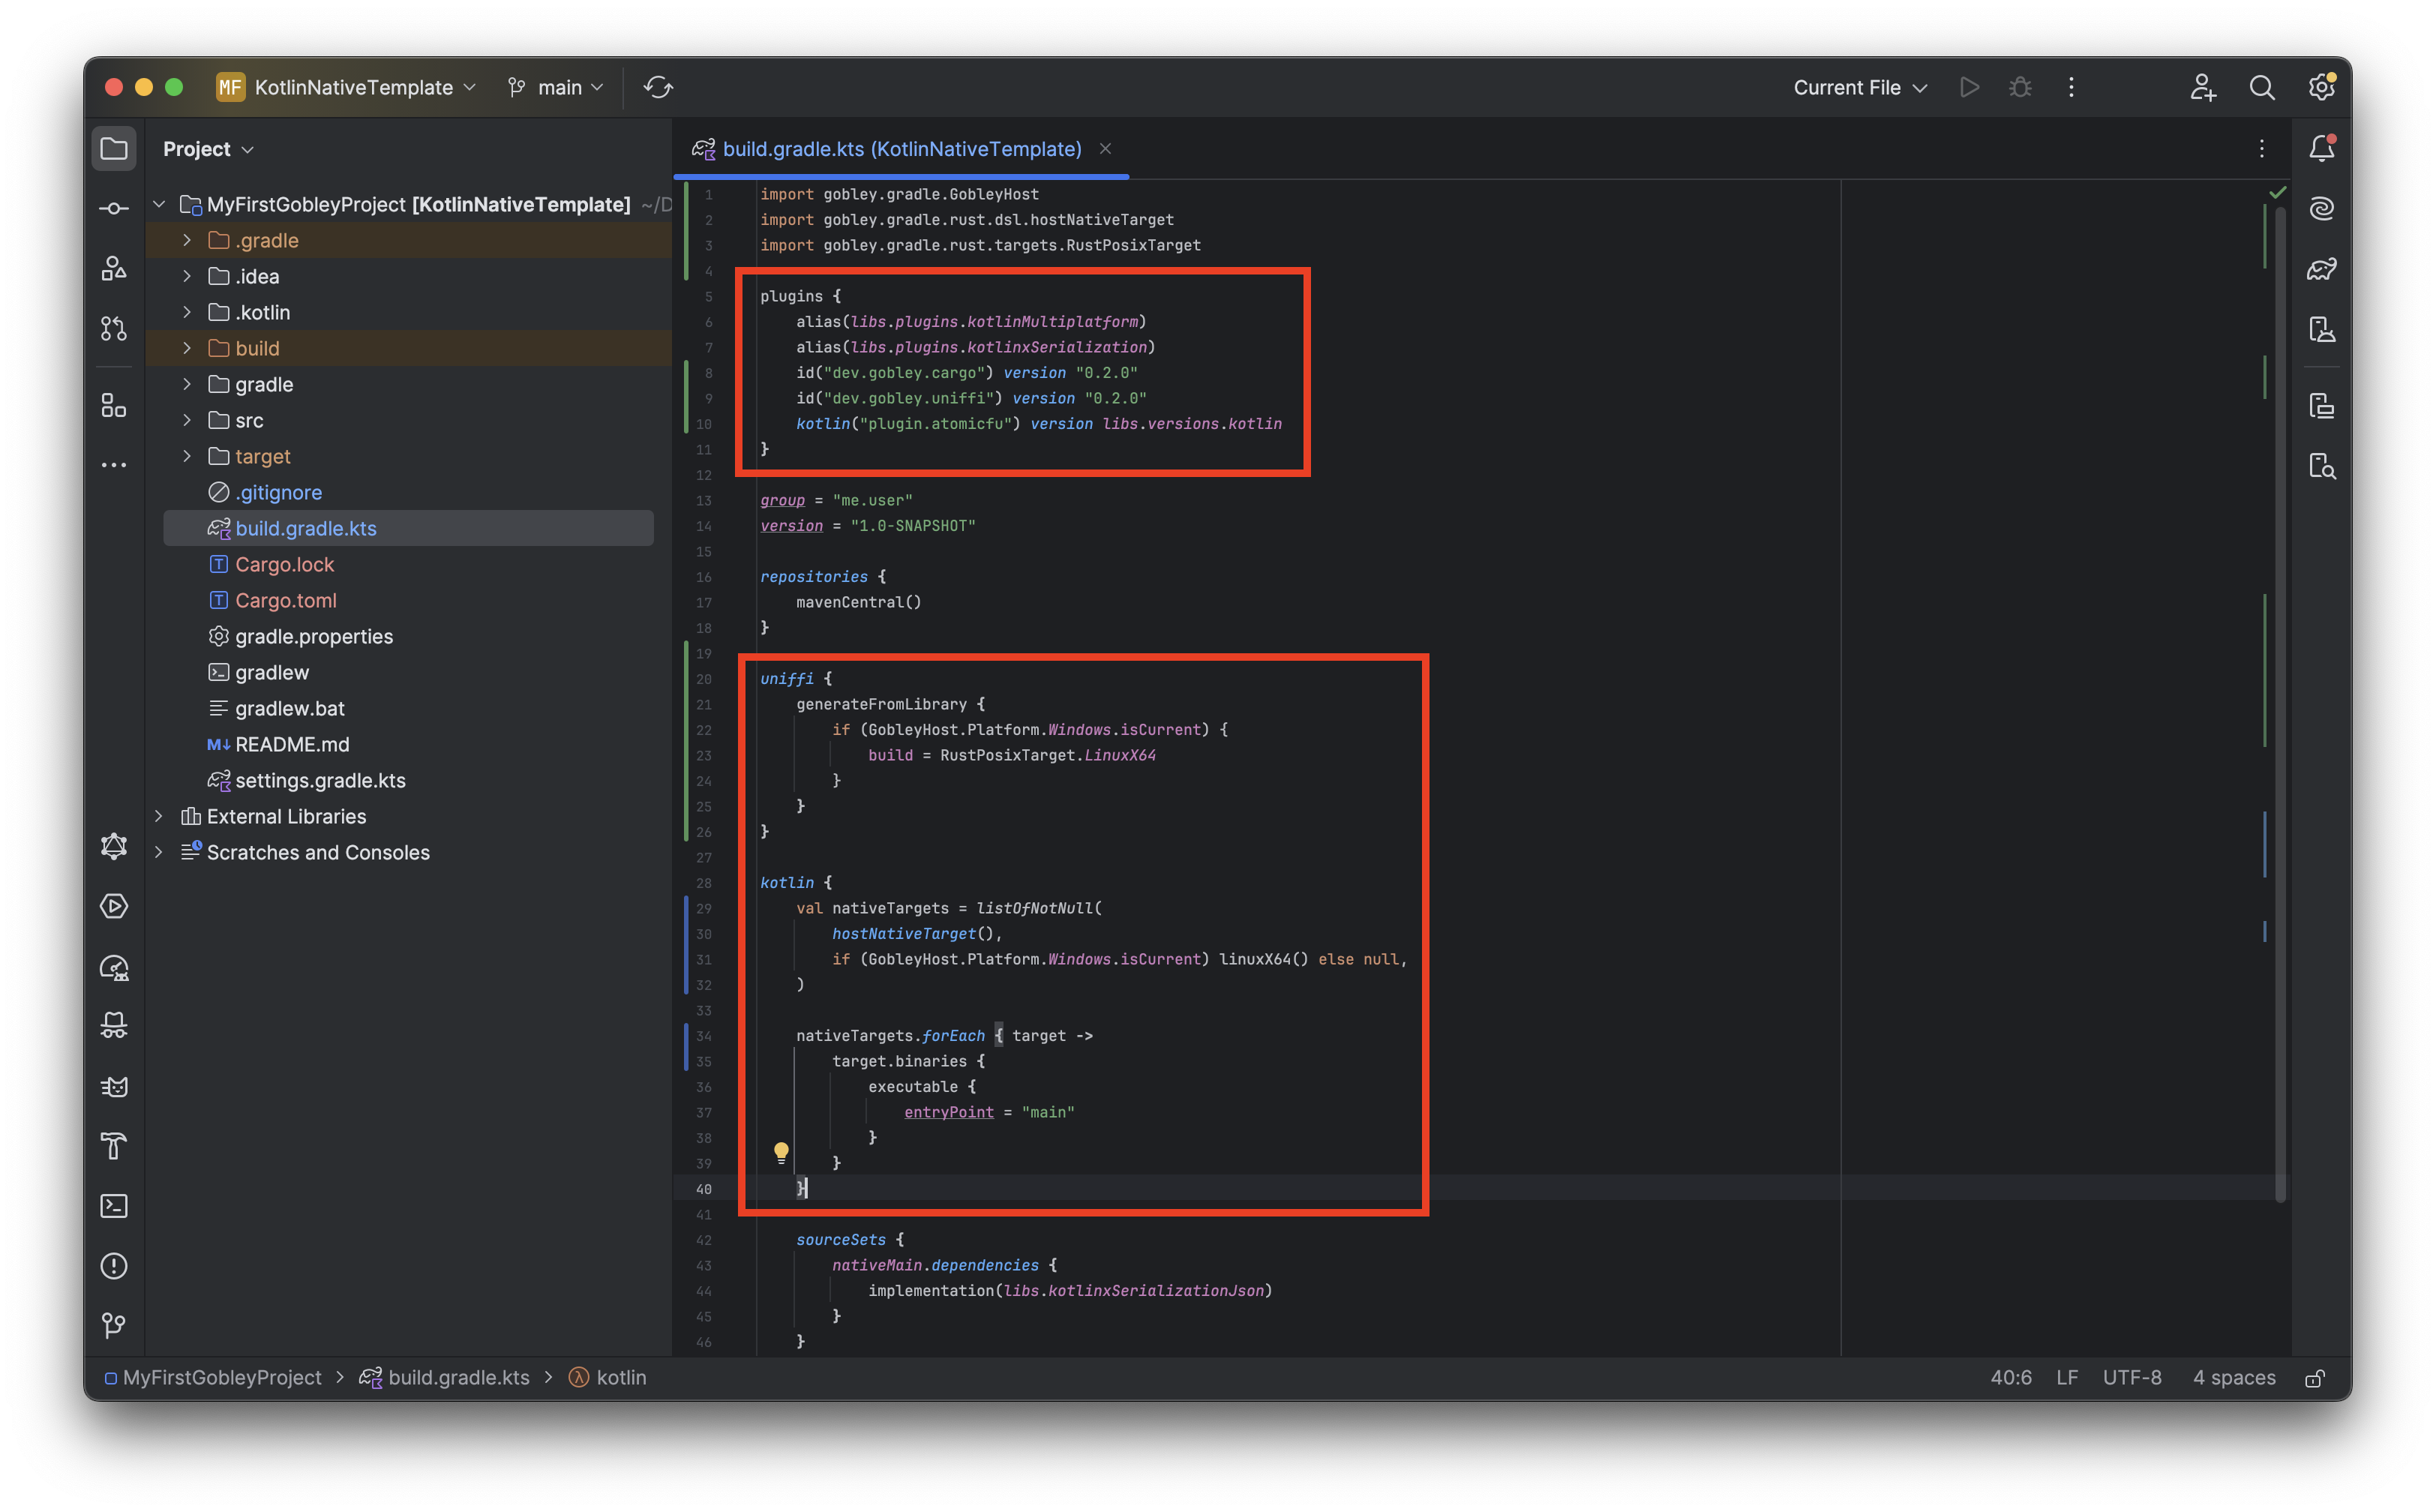 MF KotlinNativeTemplate main Current File
Project
build.gradle.kts (KotlinNativeTemplate)
MyFirstGobleyProject [KotlinNativeTemplate] ~/D
.gradle
.idea
.kotlin
build
gradle
src
target
.gitignore
build.gradle.kts
T Cargo.lock
T Cargo.toml
gradle.properties
gradlew
gradlew.bat
M↓ README.md
settings.gradle.kts
External Libraries
Scratches and Consoles
1 import gobley.gradle.GobleyHost
2 import gobley.gradle.rust.dsl.hostNativeTarget
3 import gobley.gradle.rust.targets.RustPosixTarget
4
5 plugins {
6 alias(libs.plugins.kotlinMultiplatform)
7 alias(libs.plugins.kotlinxSerialization)
8 id("dev.gobley.cargo") version "0.2.0"
9 id("dev.gobley.uniffi") version "0.2.0"
10 kotlin("plugin.atomicfu") version libs.versions.kotlin
11 }
12
13 group = "me.user"
14 version = "1.0-SNAPSHOT"
15
16 repositories {
17 mavenCentral()
18 }
19
20 uniffi {
21 generateFromLibrary {
22 if (GobleyHost.Platform.Windows.isCurrent) {
23 build = RustPosixTarget.LinuxX64
24 }
25 }
26 }
27
28 kotlin {
29 val nativeTargets = listOfNotNull(
30 hostNativeTarget(),
31 if (GobleyHost.Platform.Windows.isCurrent) linuxX64() else null,
32 )
33
34 nativeTargets.forEach { target ->
35 target.binaries {
36 executable {
37 entryPoint = "main"
38 }
39 }
40 }
41
42 sourceSets {
43 nativeMain.dependencies {
44 implementation(libs.kotlinxSerializationJson)
45 }
46 }
MyFirstGobleyProject > build.gradle.kts > λ kotlin
40:6 LF UTF-8 4 spaces